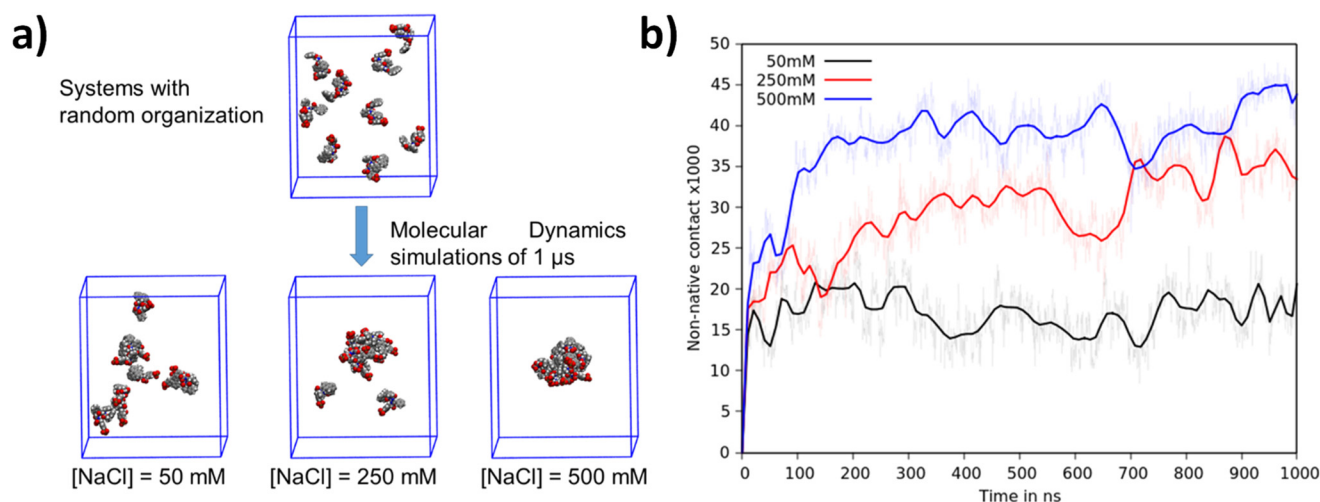 a)
Systems with
random organization
Molecular Dynamics
simulations of 1 µs
[NaCl] = 50 mM
[NaCl] = 250 mM
[NaCl] = 500 mM
b)
50mM
250mM
500mM
50
45
40
35
30
25
20
15
10
5
0
Non-native contact x1000
0
100
200
300
400
500
600
700
800
900
1000
Time in ns